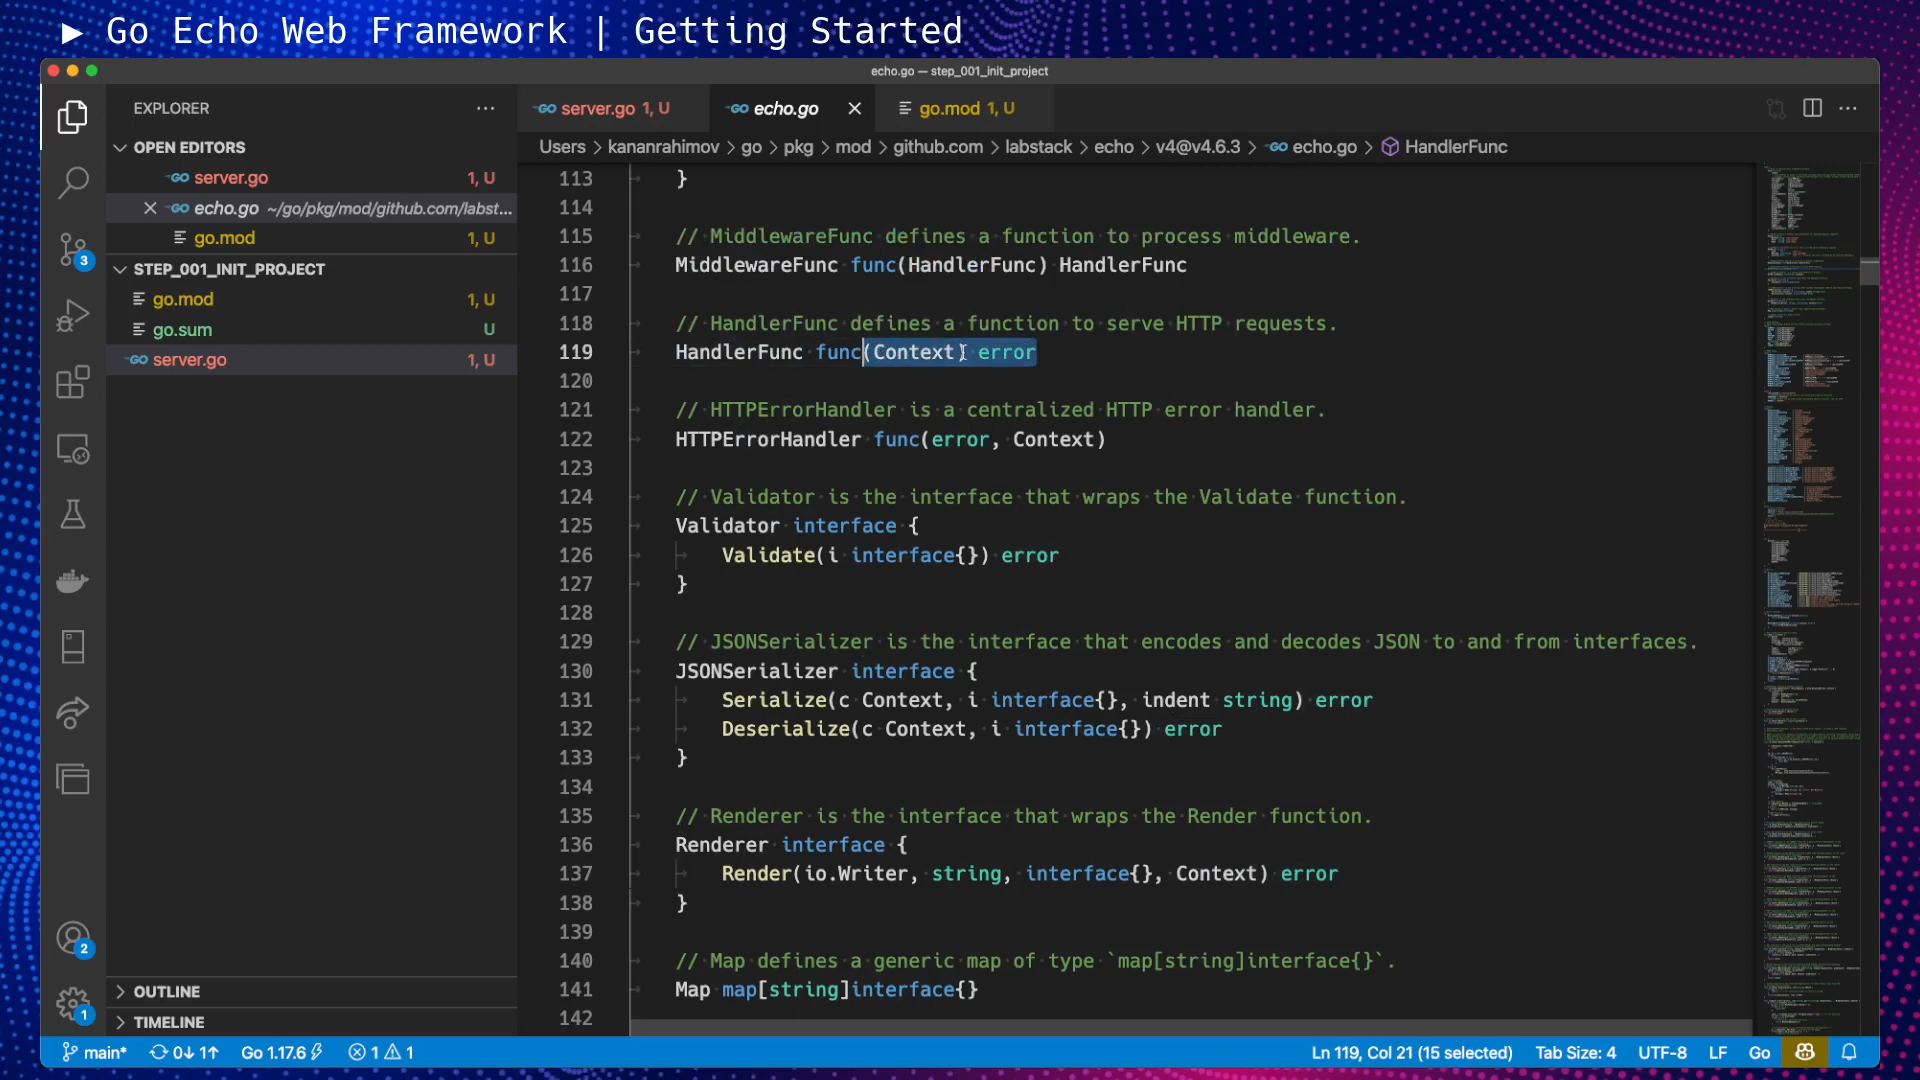 ▶ Go Echo Web Framework | Getting Started
echo.go — step_001_init_project
EXPLORER
server.go 1, U
echo.go
go.mod 1, U
Users > kananrahimov > go > pkg > mod > github.com > labstack > echo > v4@v4.6.3 > echo.go > HandlerFunc
OPEN EDITORS
server.go 1, U
echo.go ~/go/pkg/mod/github.com/labst...
go.mod 1, U
STEP_001_INIT_PROJECT
go.mod 1, U
go.sum U
server.go 1, U
OUTLINE
TIMELINE
3
2
1
113 }
114
115 // MiddlewareFunc defines a function to process middleware.
116 MiddlewareFunc func(HandlerFunc) HandlerFunc
117
118 // HandlerFunc defines a function to serve HTTP requests.
119 HandlerFunc func(Context) error
120
121 // HTTPErrorHandler is a centralized HTTP error handler.
122 HTTPErrorHandler func(error, Context)
123
124 // Validator is the interface that wraps the Validate function.
125 Validator interface {
126 Validate(i interface{}) error
127 }
128
129 // JSONSerializer is the interface that encodes and decodes JSON to and from interfaces.
130 JSONSerializer interface {
131 Serialize(c Context, i interface{}, indent string) error
132 Deserialize(c Context, i interface{}) error
133 }
134
135 // Renderer is the interface that wraps the Render function.
136 Renderer interface {
137 Render(io.Writer, string, interface{}, Context) error
138 }
139
140 // Map defines a generic map of type `map[string]interface{}`.
141 Map map[string]interface{}
142
main* 0↓ 1↑ Go 1.17.6 1 1 Ln 119, Col 21 (15 selected) Tab Size: 4 UTF-8 LF Go